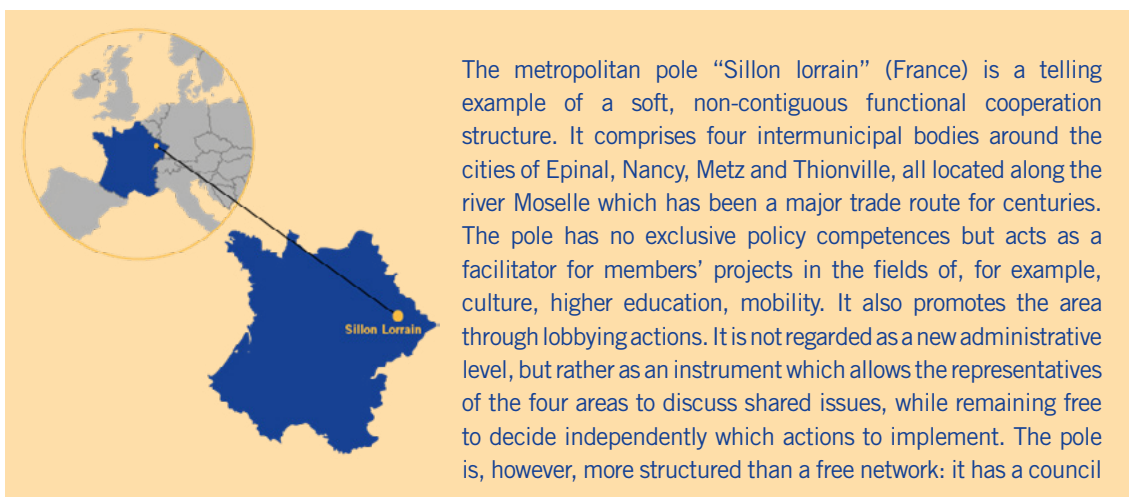 The metropolitan pole “Sillon lorrain” (France) is a telling
example of a soft, non-contiguous functional cooperation
structure. It comprises four intermunicipal bodies around the
cities of Epinal, Nancy, Metz and Thionville, all located along the
river Moselle which has been a major trade route for centuries.
The pole has no exclusive policy competences but acts as a
facilitator for members’ projects in the fields of, for example,
culture, higher education, mobility. It also promotes the area
through lobbying actions. It is not regarded as a new administrative
level, but rather as an instrument which allows the representatives
of the four areas to discuss shared issues, while remaining free
to decide independently which actions to implement. The pole
is, however, more structured than a free network: it has a council
Sillon Lorrain